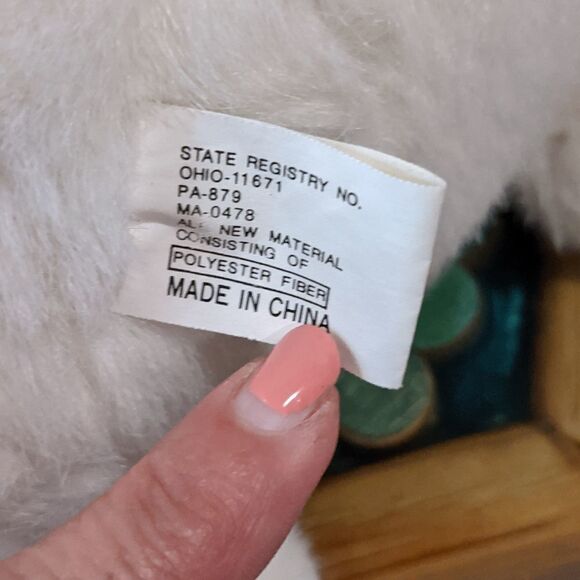 STATE REGISTRY NO.
OHIO-11671
PA-879
MA-0478
ALL NEW MATERIAL
CONSISTING OF
POLYESTER FIBER
MADE IN CHINA